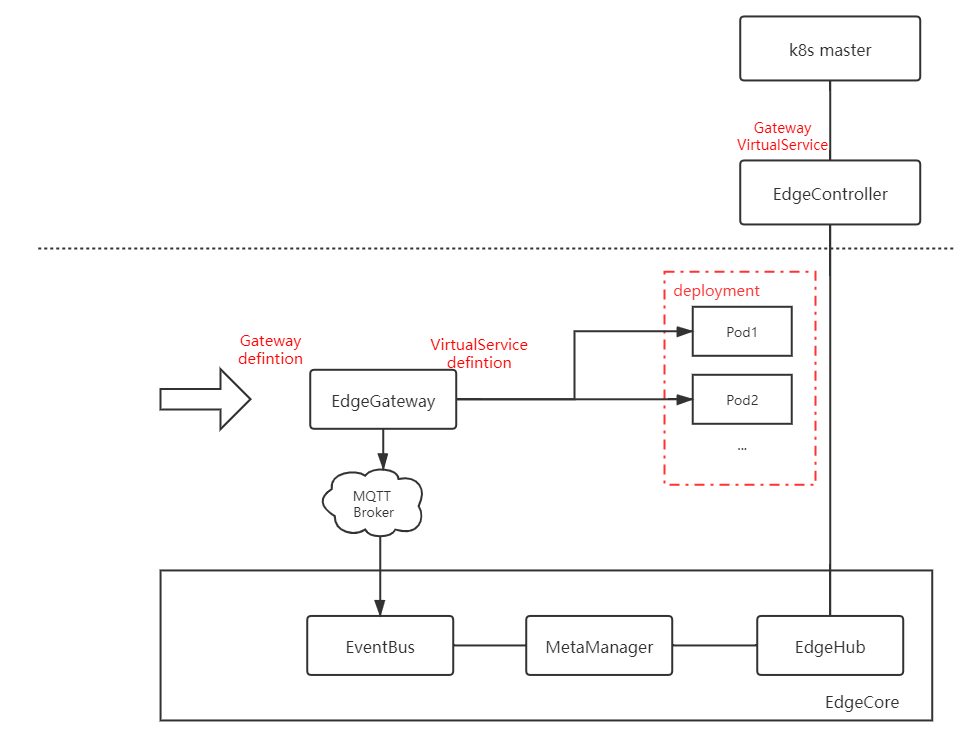 k8s master
Gateway
VirtualService
EdgeController
deployment
Pod1
Gateway
defintion
VirtualService
defintion
EdgeGateway
Pod2
...
MQTT
Broker
EventBus
MetaManager
EdgeHub
EdgeCore